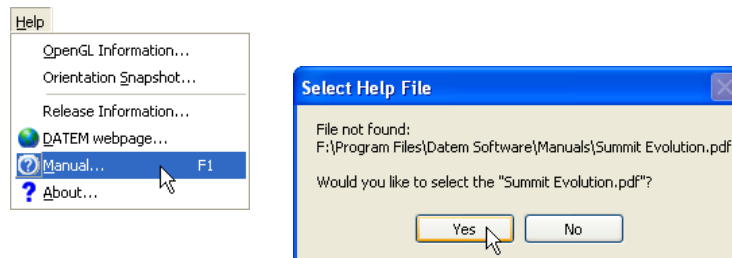 Help
OpenGL Information...
Orientation Snapshot...
Release Information...
DATEM webpage...
Manual... F1
About...
Select Help File
File not found:
F:\Program Files\Datem Software\Manuals\Summit Evolution.pdf
Would you like to select the "Summit Evolution.pdf"?
Yes No